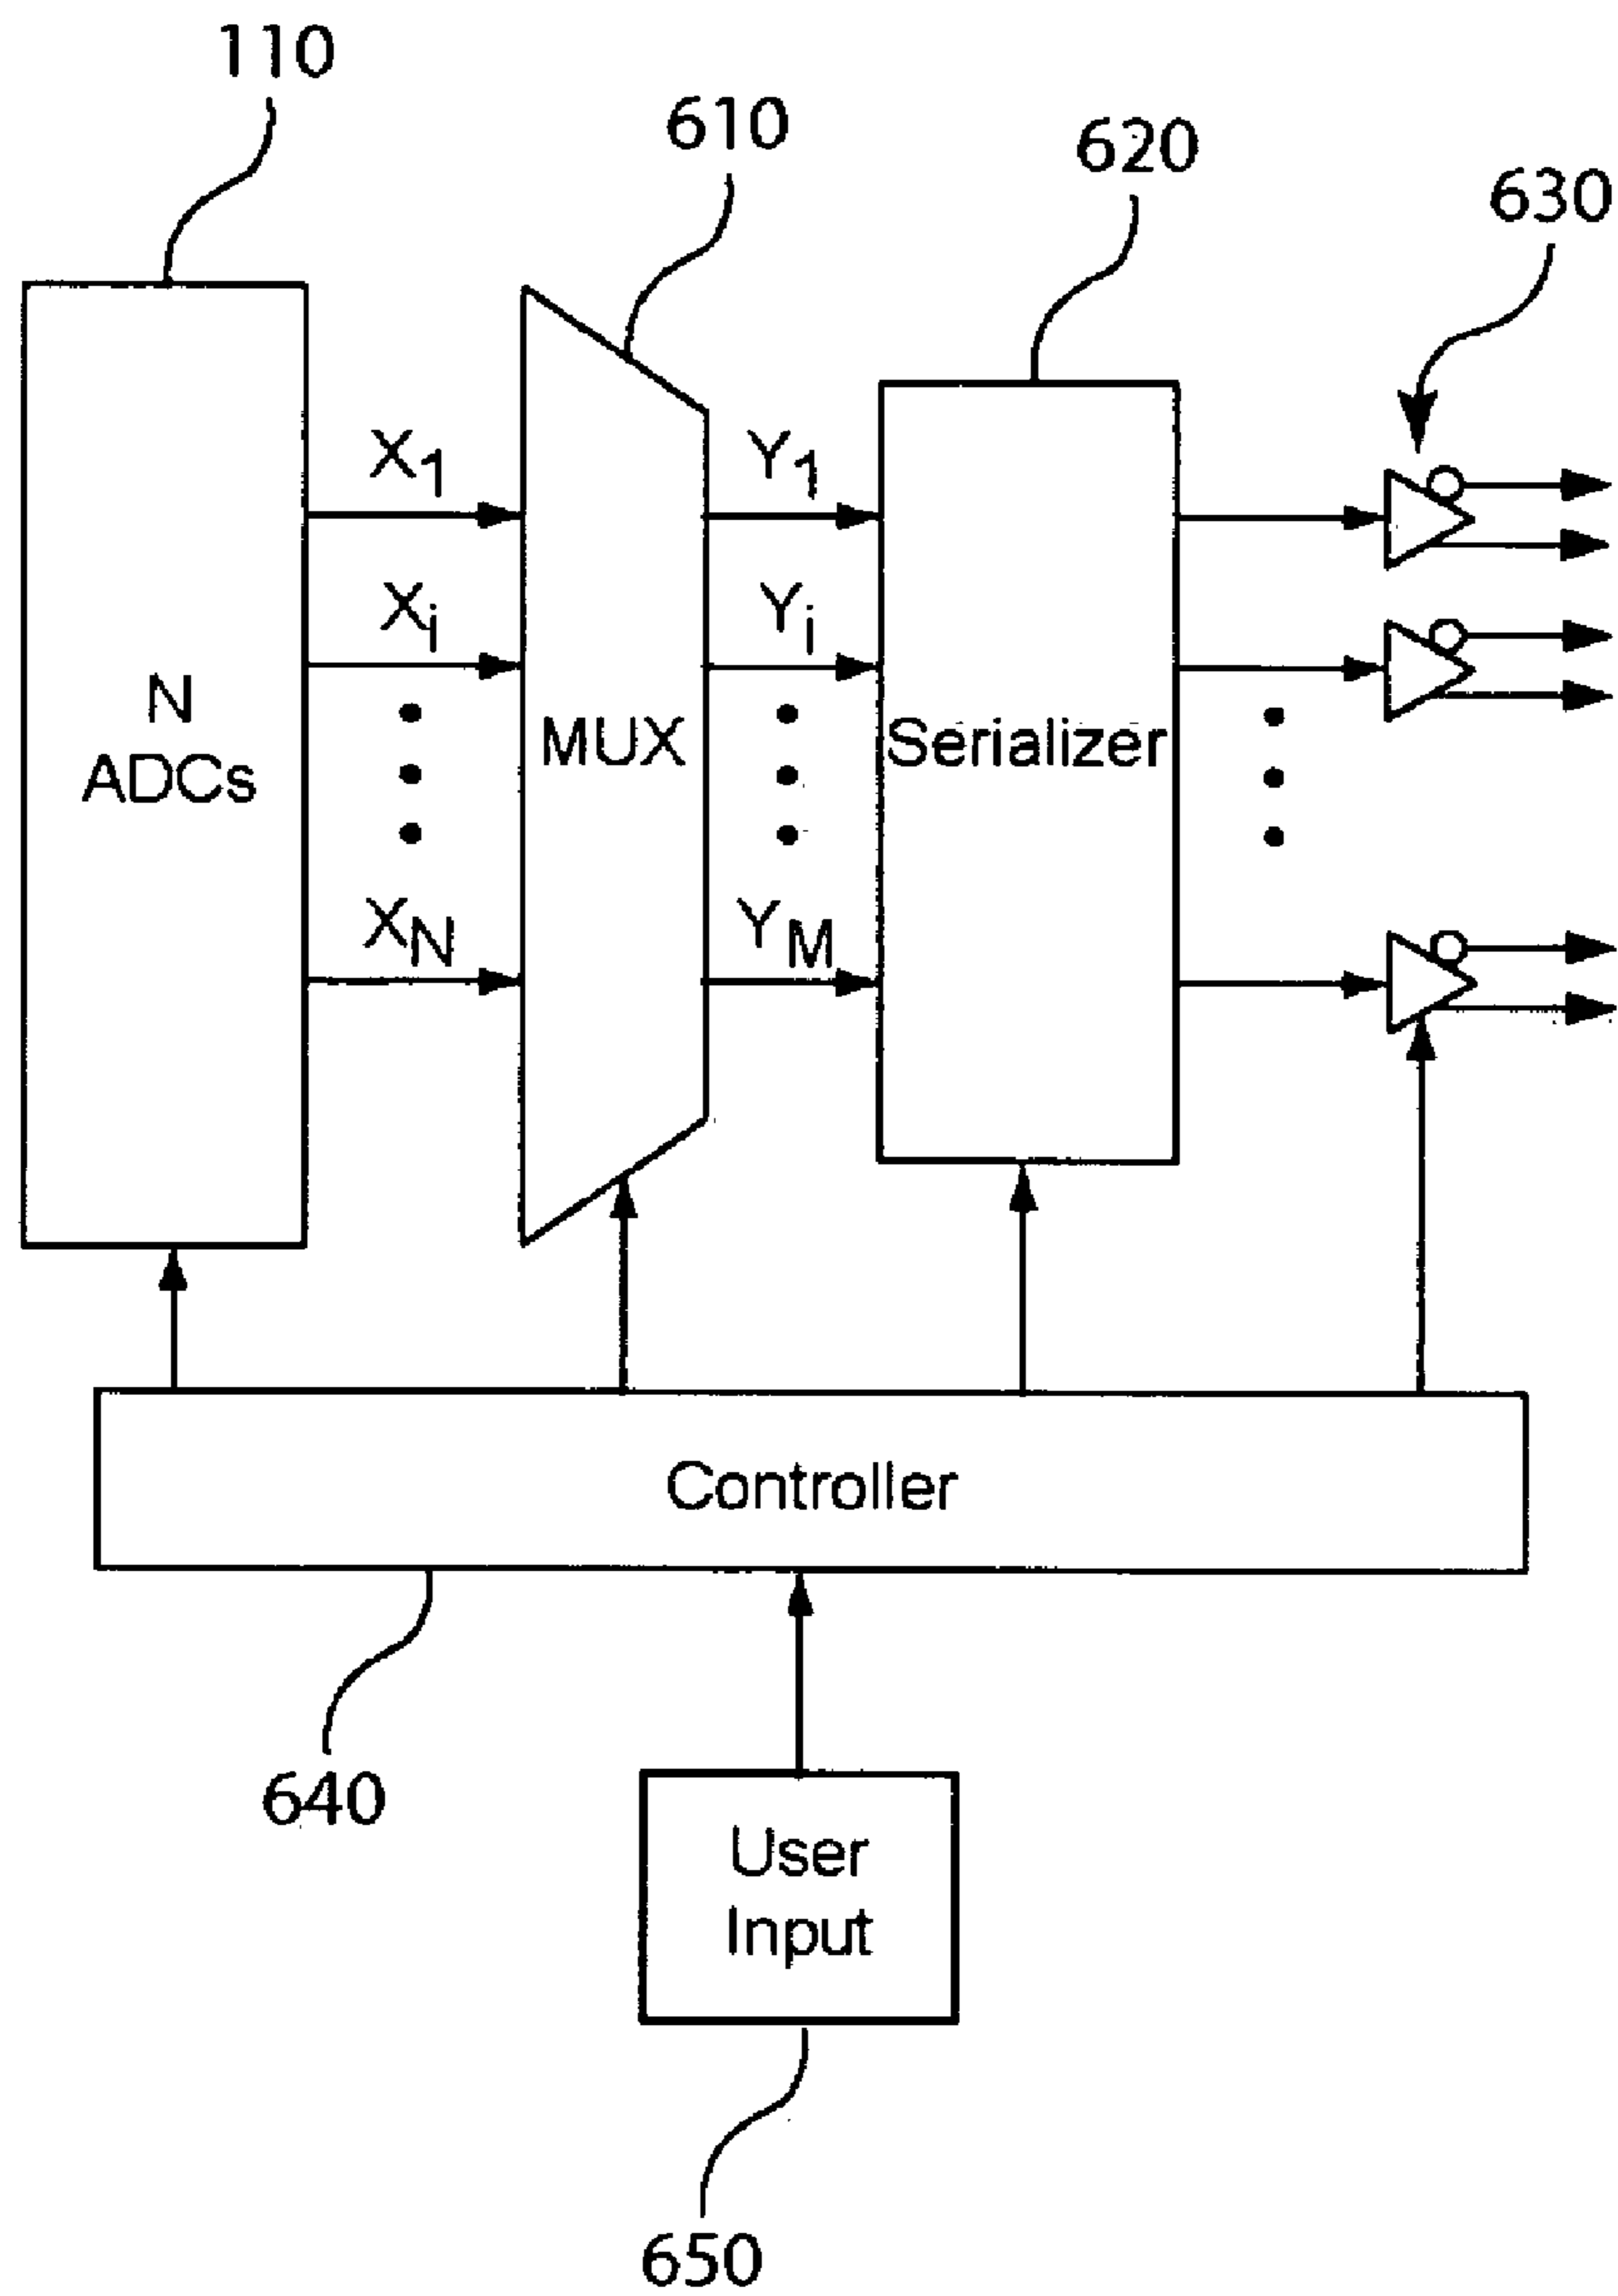 110
610
620
630
X1
Y1
Xi
Yi
N
ADCs
MUX
Serializer
XN
YM
Controller
640
User
Input
650